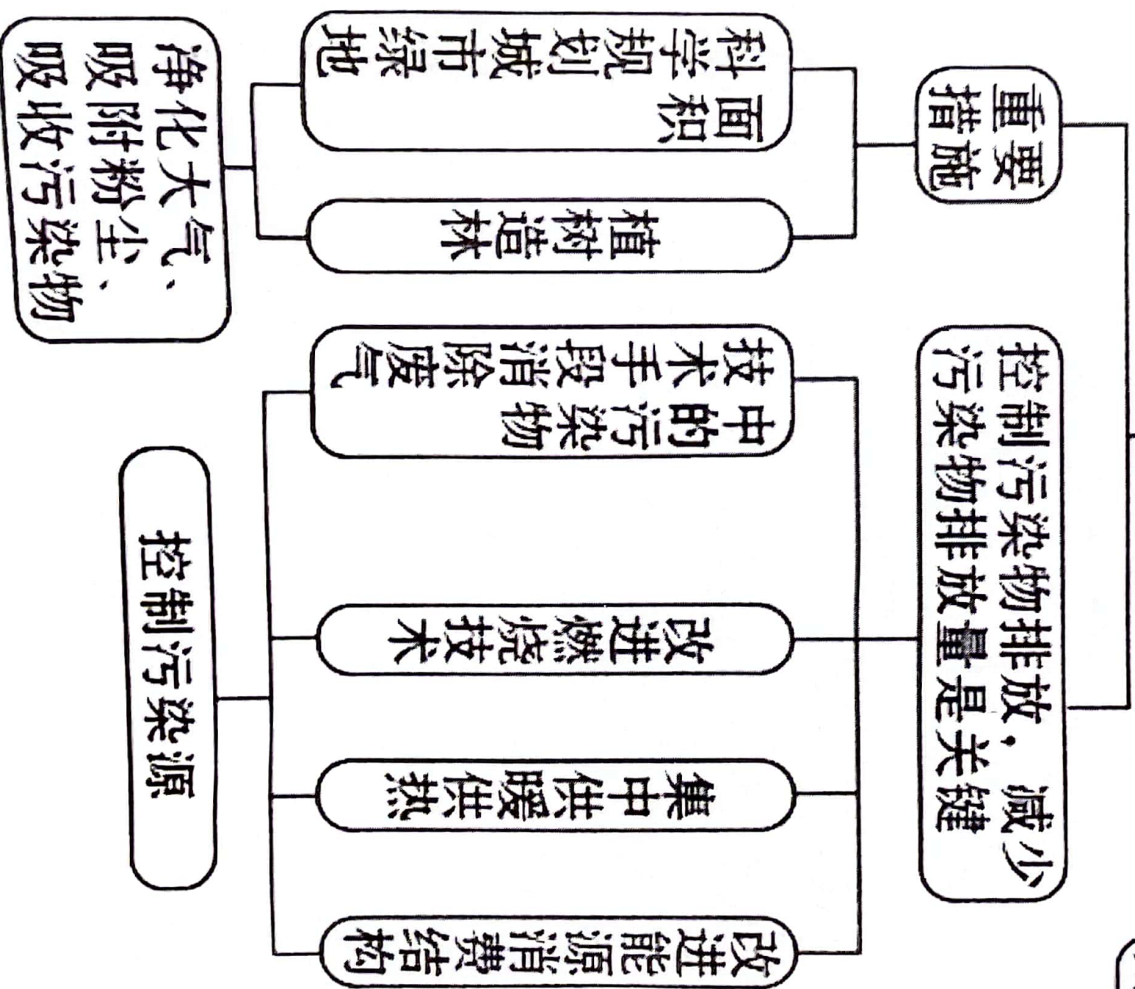 重要
措施
控制污染物排放，减少
污染物排放量是关键
科学规划城市绿地
面积
植树造林
技术手段消除废气
中的污染物
改进燃烧技术
集中供暖供热
改进能源消费结构
净化大气、
吸附粉尘、
吸收污染物
控制污染源